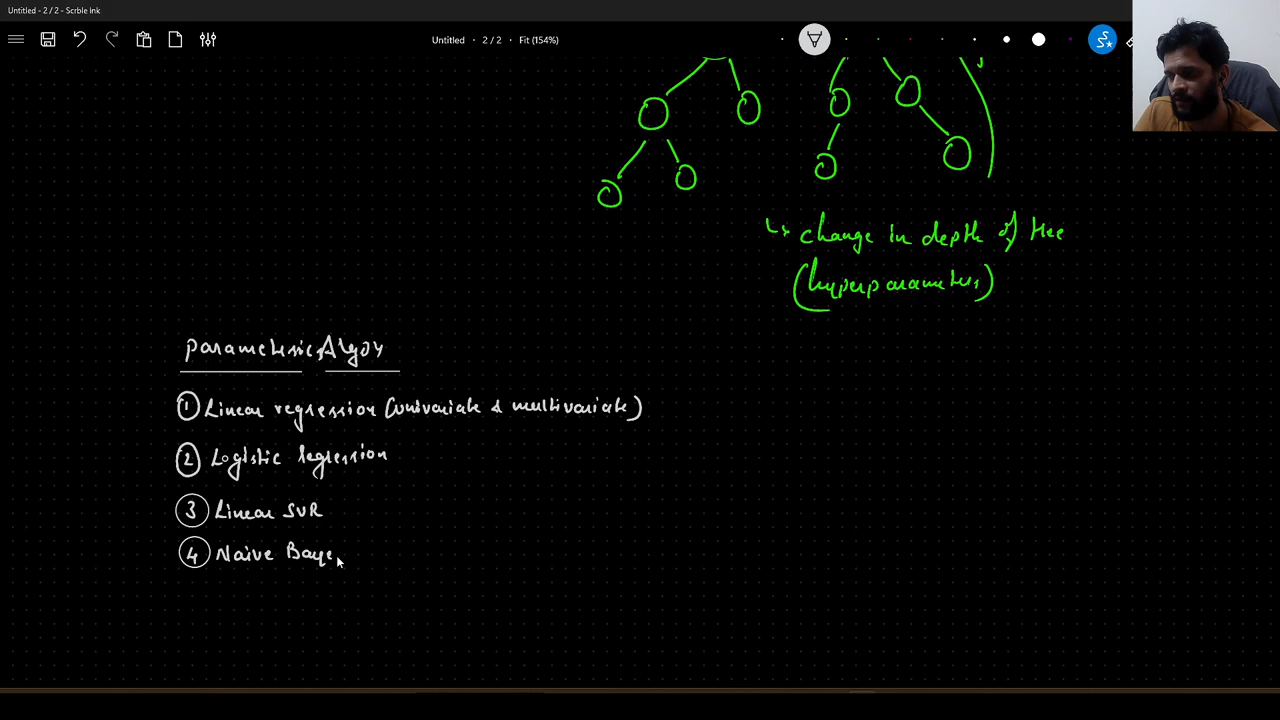 Untitled - 2 / 2 - Scrble Ink
Untitled · 2 / 2 · Fit (154%)
change in depth of tree
(hyperparameters)
Parametric Algos
1 Linear regression (univariate & multivariate)
2 Logistic regression
3 Linear SVR
4 Naive Baye